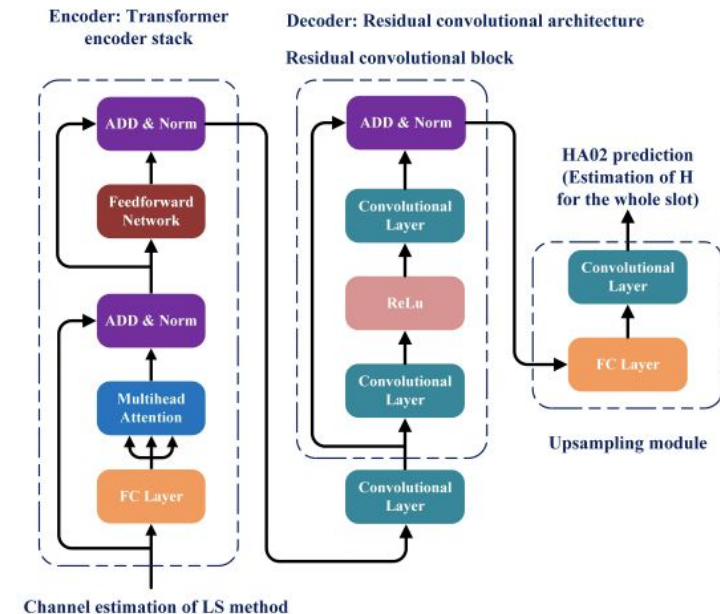 Encoder: Transformer
encoder stack
ADD & Norm
Feedforward
Network
ADD & Norm
Multihead
Attention
FC Layer
Channel estimation of LS method
Decoder: Residual convolutional architecture
Residual convolutional block
ADD & Norm
Convolutional
Layer
ReLu
Convolutional
Layer
Convolutional
Layer
HA02 prediction
(Estimation of H
for the whole slot)
Convolutional
Layer
FC Layer
Upsampling module